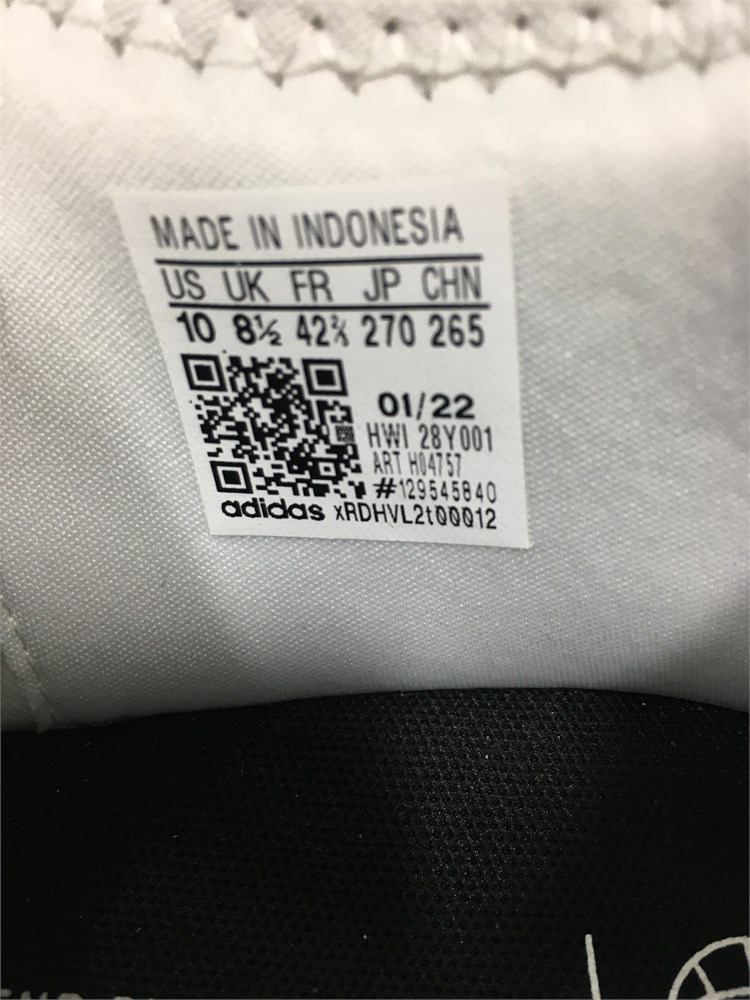 MADE IN INDONESIA
US UK FR JP CHN
10 8½ 42⅔ 270 265
01/22
HWI 28Y001
ART H04757
#129545840
adidas xRDHVL2t00012